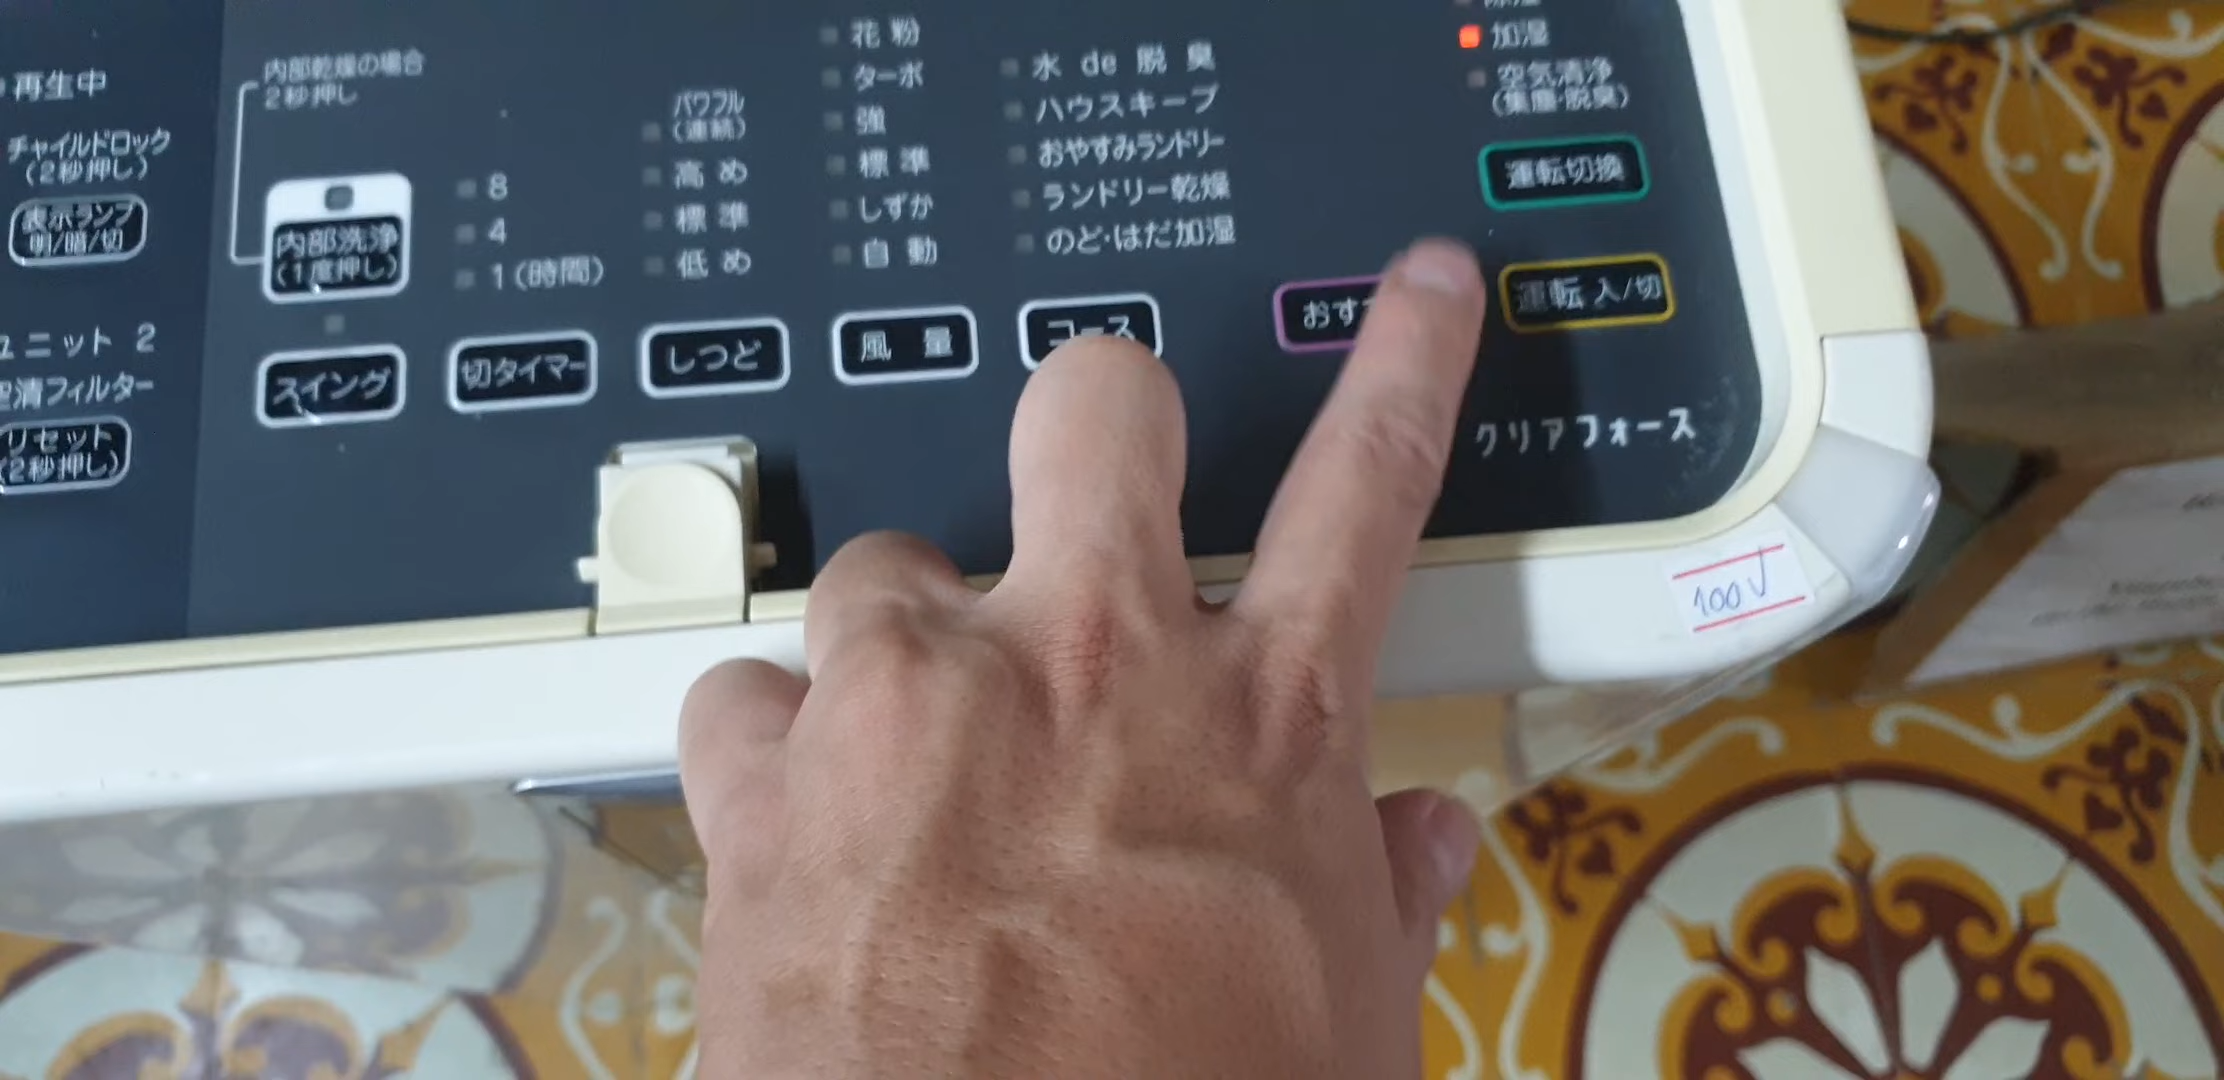 再生中
チャイルドロック
(2秒押し)
表示ランプ
明/暗/切
ユニット 2
空清フィルター
リセット
(2秒押し)
内部乾燥の場合
2秒押し
内部洗浄
(1度押し)
スイング
8
4
1(時間)
切タイマー
パワフル
(連続)
高め
標準
低め
しつど
花粉
ターボ
強
標準
しずか
自動
風量
水 de 脱臭
ハウスキープ
おやすみランドリー
ランドリー乾燥
のど・はだ加湿
コース
おす
加湿
空気清浄
(集塵・脱臭)
運転切換
運転 入/切
クリアフォース
100V